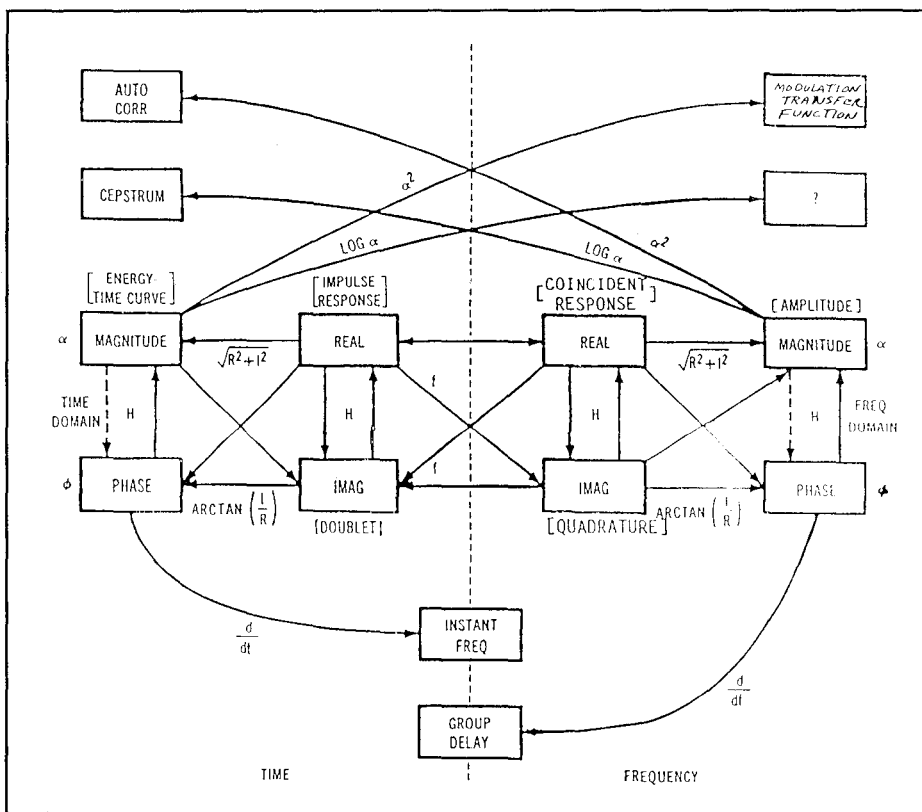 AUTO
CORR
MODULATION
TRANSFER
FUNCTION
CEPSTRUM
?
α²
α²
LOG α
LOG α
[ENERGY-
TIME CURVE]
[IMPULSE
RESPONSE]
[COINCIDENT
RESPONSE]
[AMPLITUDE]
α
MAGNITUDE
√R²+I²
REAL
REAL
√R²+I²
MAGNITUDE
α
TIME
DOMAIN
H
H
f
f
H
H
FREQ
DOMAIN
φ
PHASE
ARCTAN (I/R)
IMAG
[DOUBLET]
IMAG
[QUADRATURE]
ARCTAN (I/R)
PHASE
φ
d/dt
INSTANT
FREQ
d/df
GROUP
DELAY
TIME
FREQUENCY